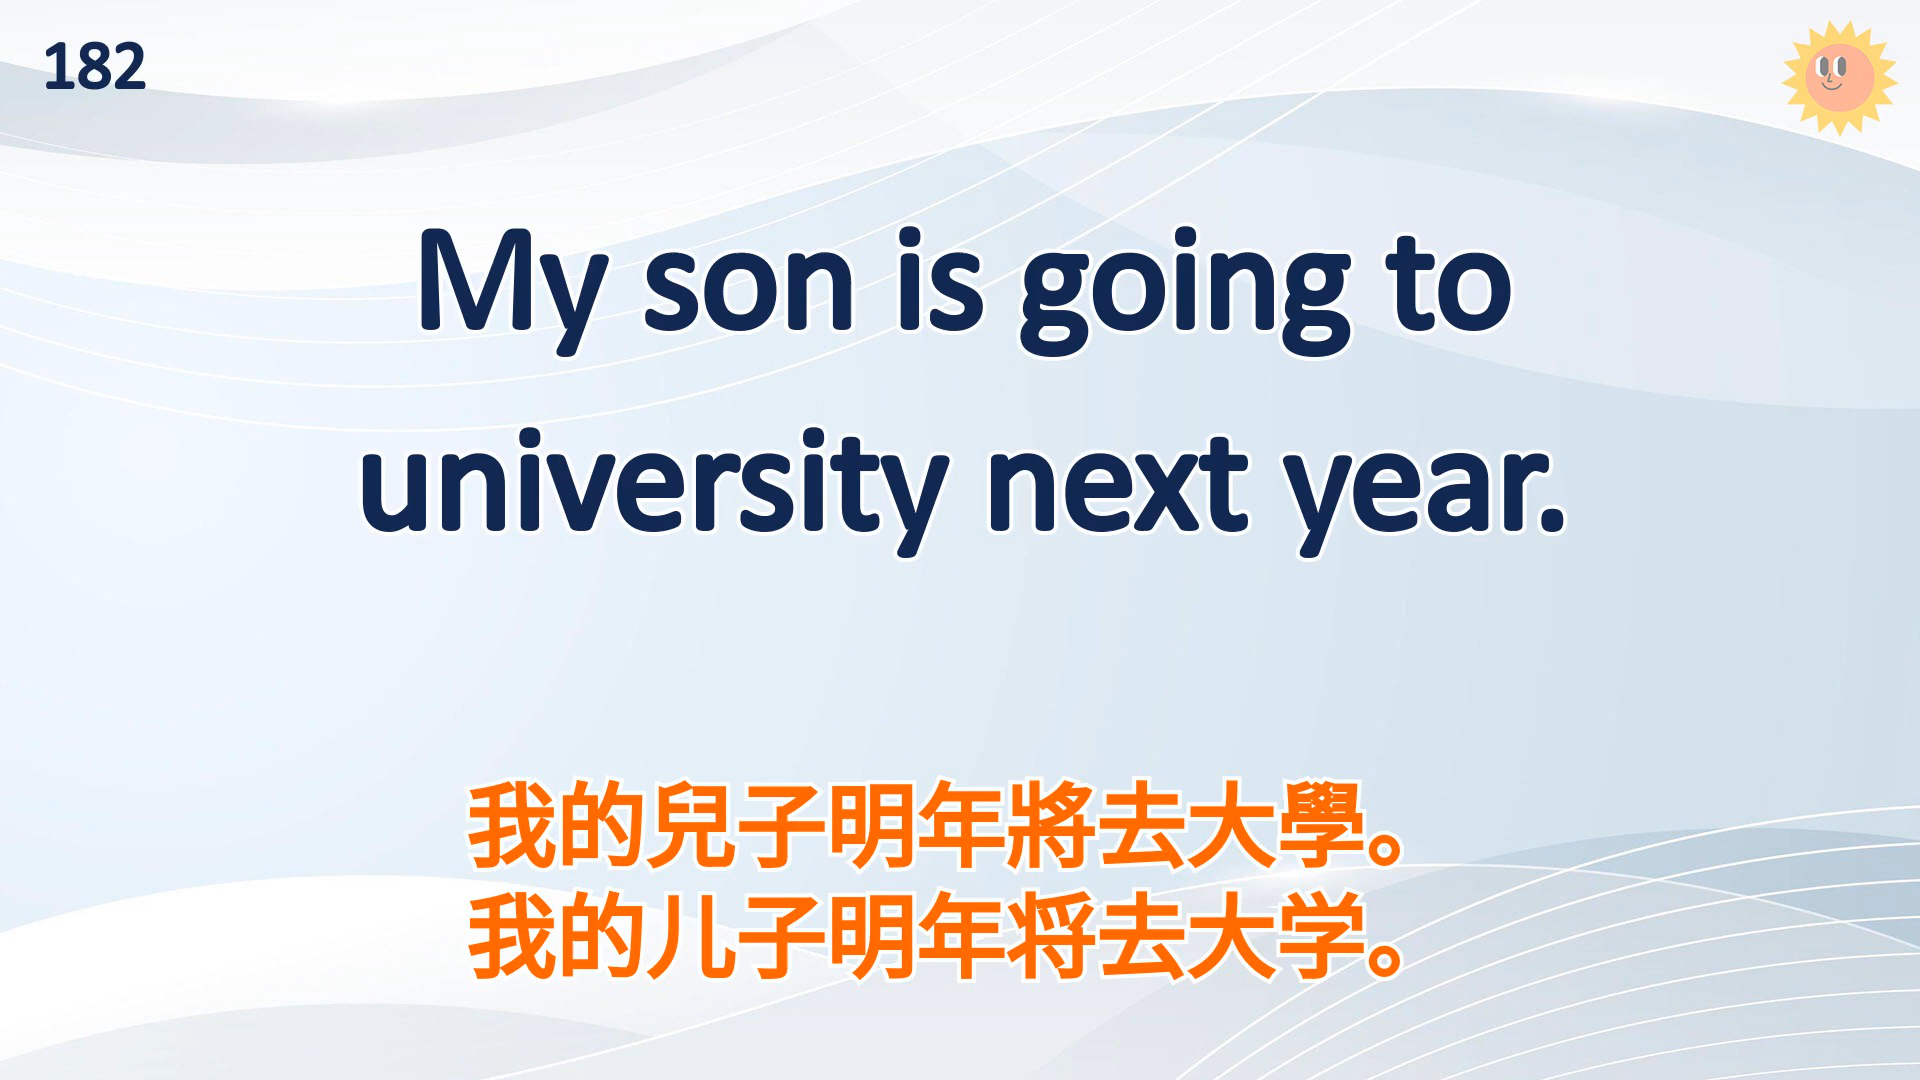 182
My son is going to
university next year.
我的兒子明年將去大學。
我的儿子明年将去大学。